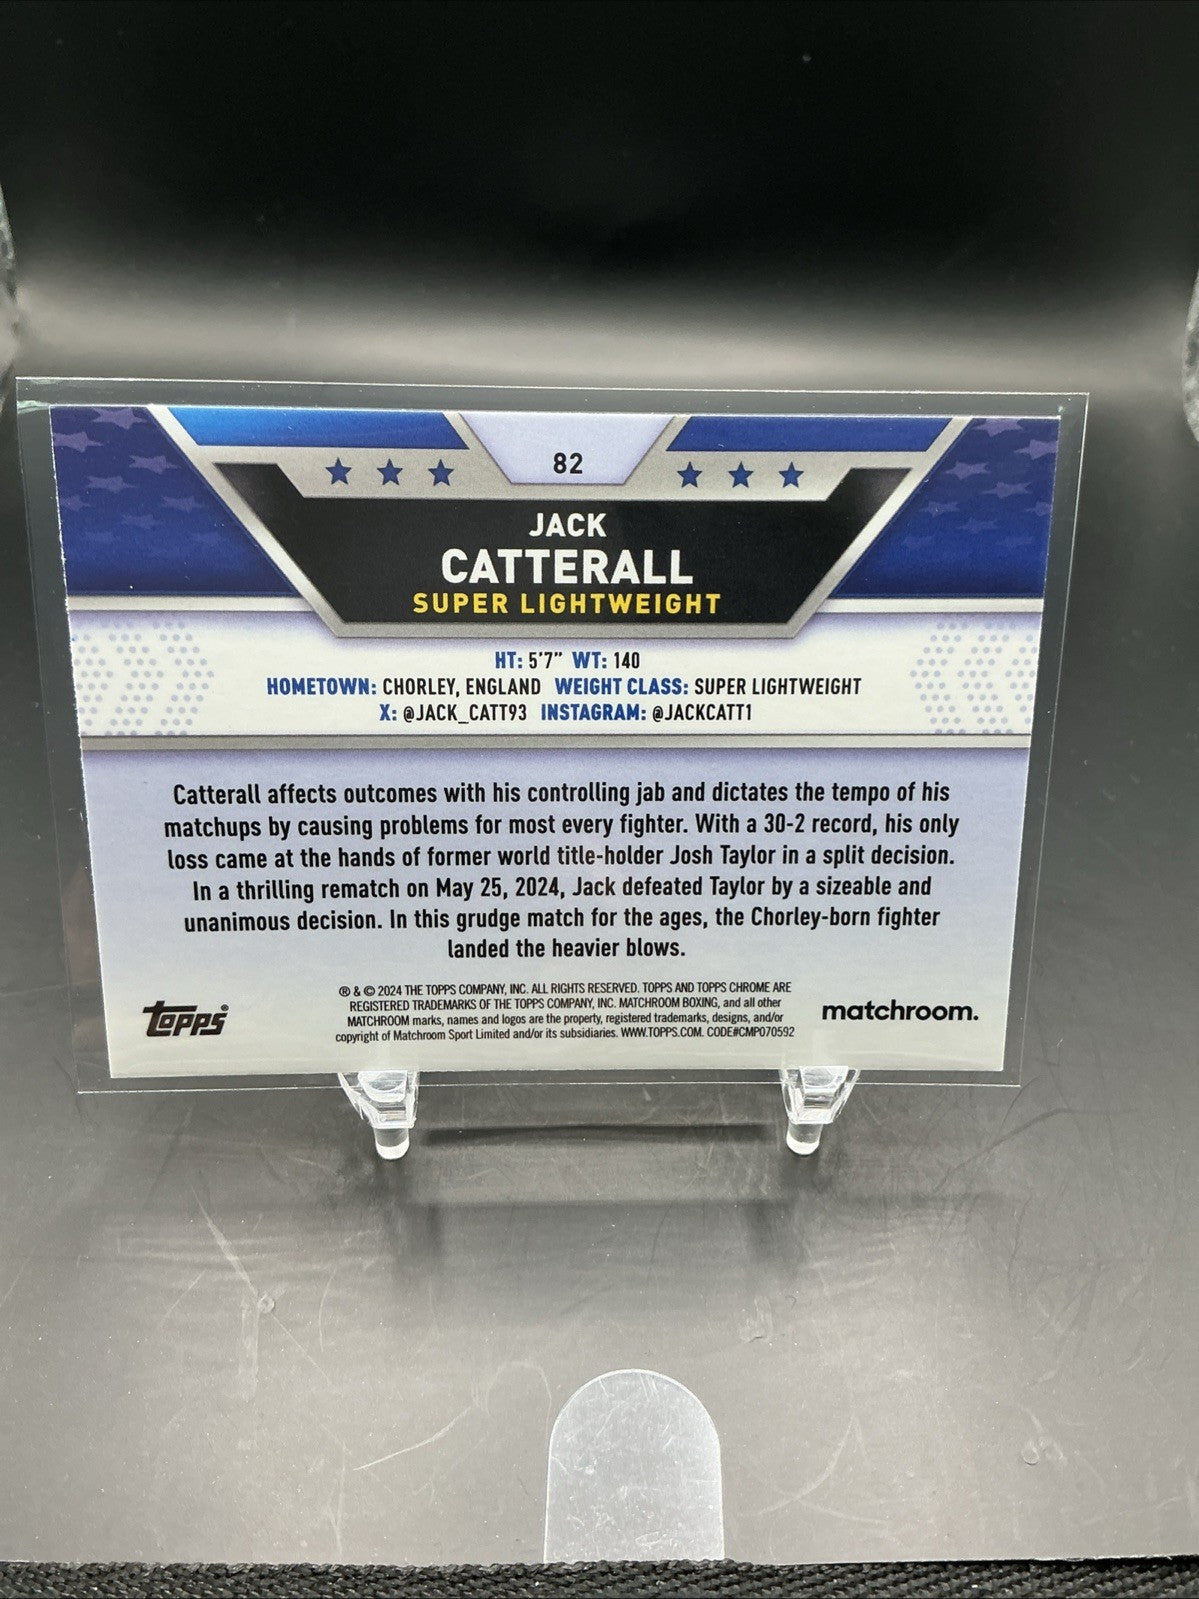 82
JACK
CATTERALL
SUPER LIGHTWEIGHT
HT: 5'7" WT: 140
HOMETOWN: CHORLEY, ENGLAND WEIGHT CLASS: SUPER LIGHTWEIGHT
X: @JACK_CATT93 INSTAGRAM: @JACKCATT1
Catterall affects outcomes with his controlling jab and dictates the tempo of his
matchups by causing problems for most every fighter. With a 30-2 record, his only
loss came at the hands of former world title-holder Josh Taylor in a split decision.
In a thrilling rematch on May 25, 2024, Jack defeated Taylor by a sizeable and
unanimous decision. In this grudge match for the ages, the Chorley-born fighter
landed the heavier blows.
® & © 2024 THE TOPPS COMPANY, INC. ALL RIGHTS RESERVED. TOPPS AND TOPPS CHROME ARE
REGISTERED TRADEMARKS OF THE TOPPS COMPANY, INC. MATCHROOM BOXING, and all other
MATCHROOM marks, names and logos are the property, registered trademarks, designs, and/or
copyright of Matchroom Sport Limited and/or its subsidiaries. WWW.TOPPS.COM. CODE#CMP070592
Topps®
matchroom.